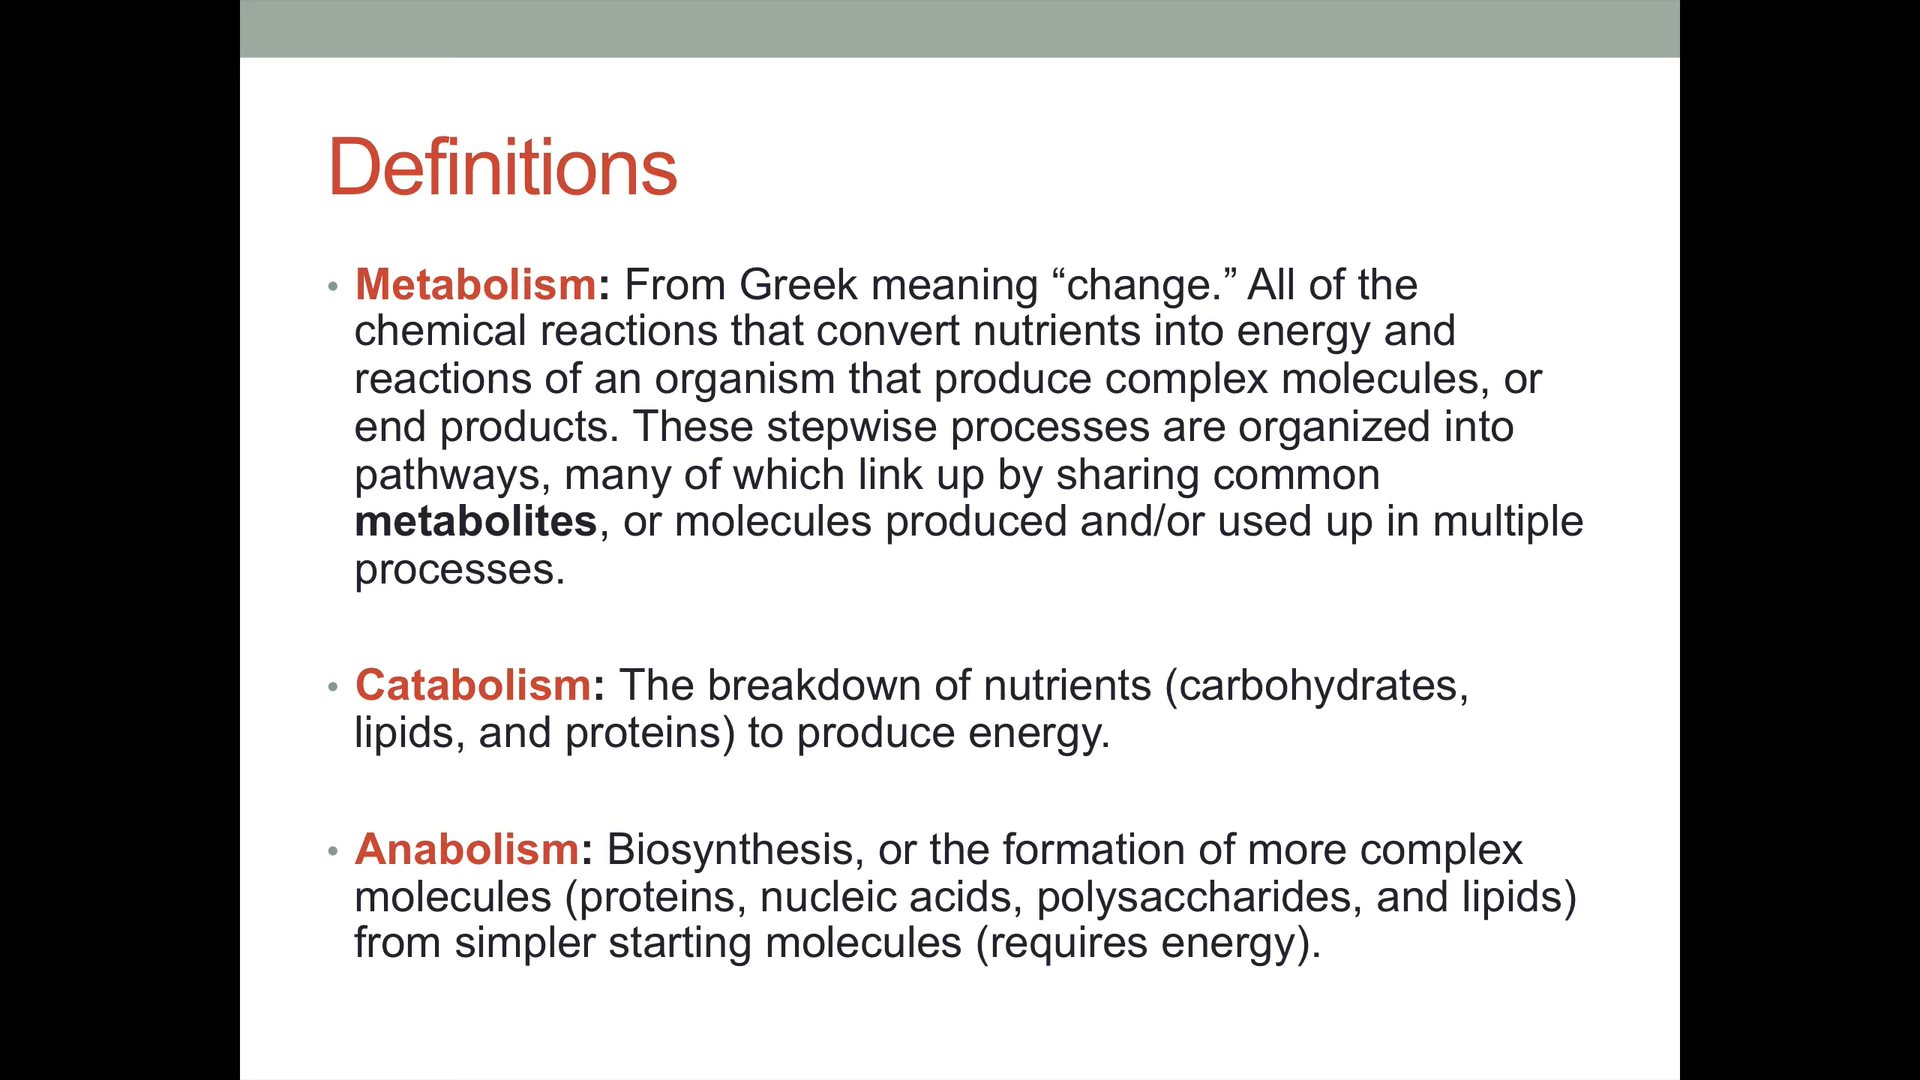 Definitions
• Metabolism: From Greek meaning “change.” All of the
chemical reactions that convert nutrients into energy and
reactions of an organism that produce complex molecules, or
end products. These stepwise processes are organized into
pathways, many of which link up by sharing common
metabolites, or molecules produced and/or used up in multiple
processes.
• Catabolism: The breakdown of nutrients (carbohydrates,
lipids, and proteins) to produce energy.
• Anabolism: Biosynthesis, or the formation of more complex
molecules (proteins, nucleic acids, polysaccharides, and lipids)
from simpler starting molecules (requires energy).